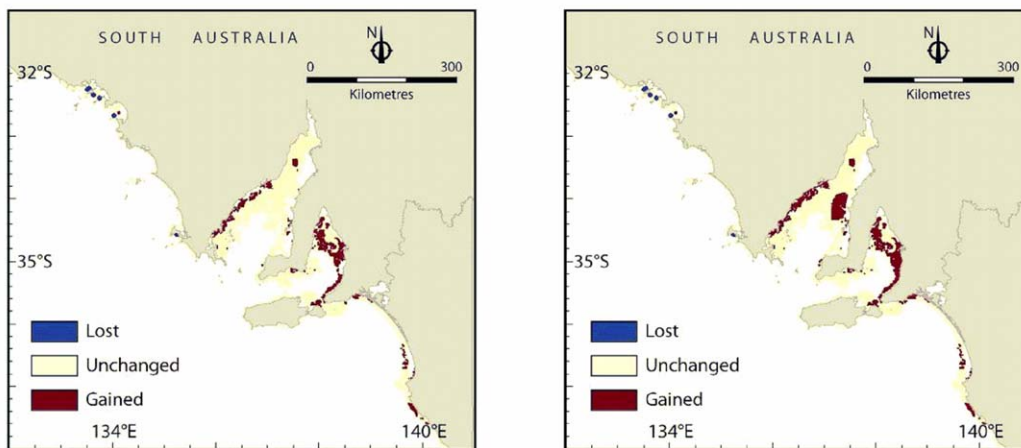 SOUTH AUSTRALIA
N
0 300
Kilometres
32°S
35°S
Lost
Unchanged
Gained
134°E 140°E
SOUTH AUSTRALIA
N
0 300
Kilometres
32°S
35°S
Lost
Unchanged
Gained
134°E 140°E